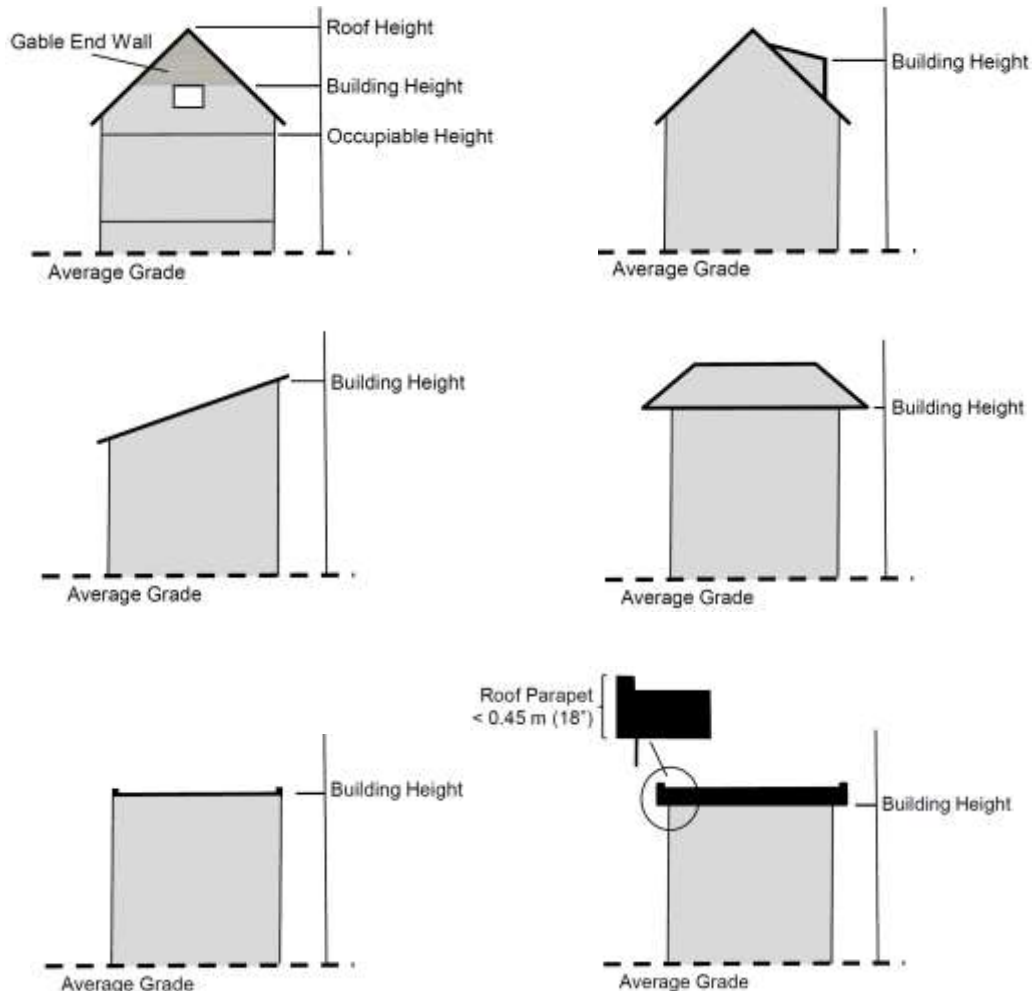 Roof Height
Gable End Wall
Building Height
Occupiable Height
Average Grade
Building Height
Average Grade
Building Height
Average Grade
Building Height
Average Grade
Building Height
Average Grade
Roof Parapet
< 0.45 m (18")
Building Height
Average Grade